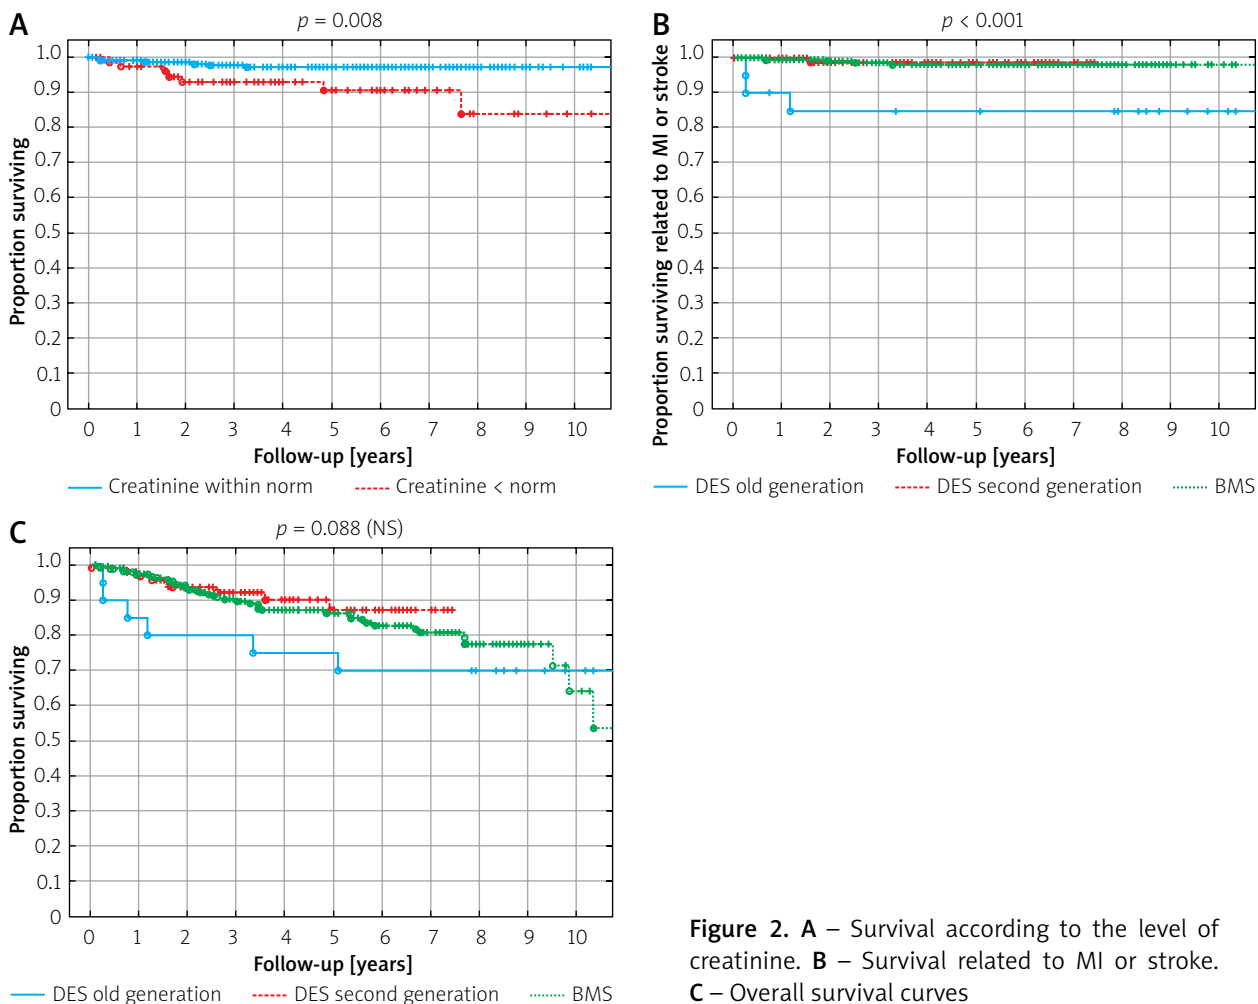 A
p = 0.008
Proportion surviving
1.0
0.9
0.8
0.7
0.6
0.5
0.4
0.3
0.2
0.1
0
0 1 2 3 4 5 6 7 8 9 10
Follow-up [years]
Creatinine within norm Creatinine < norm
B
p < 0.001
Proportion surviving related to MI or stroke
1.0
0.9
0.8
0.7
0.6
0.5
0.4
0.3
0.2
0.1
0
0 1 2 3 4 5 6 7 8 9 10
Follow-up [years]
DES old generation DES second generation BMS
C
p = 0.088 (NS)
Proportion surviving
1.0
0.9
0.8
0.7
0.6
0.5
0.4
0.3
0.2
0.1
0
0 1 2 3 4 5 6 7 8 9 10
Follow-up [years]
DES old generation DES second generation BMS
Figure 2. A – Survival according to the level of
creatinine. B – Survival related to MI or stroke.
C – Overall survival curves